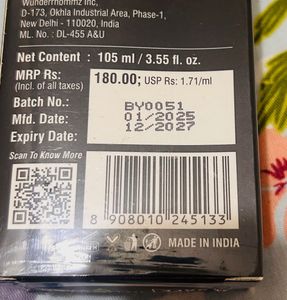 Wunderrhommz Inc,
D-173, Okhla Industrial Area, Phase-1,
New Delhi - 110020, India
ML. No. : DL-455 A&U
Net Content : 105 ml / 3.55 fl. oz.
MRP Rs: 180.00; USP Rs: 1.71/ml
(Incl. of all taxes)
Batch No.: BY0051
Mfd. Date: 01/2025
Expiry Date: 12/2027
Scan To Know More
8 908010 245133
MADE IN INDIA